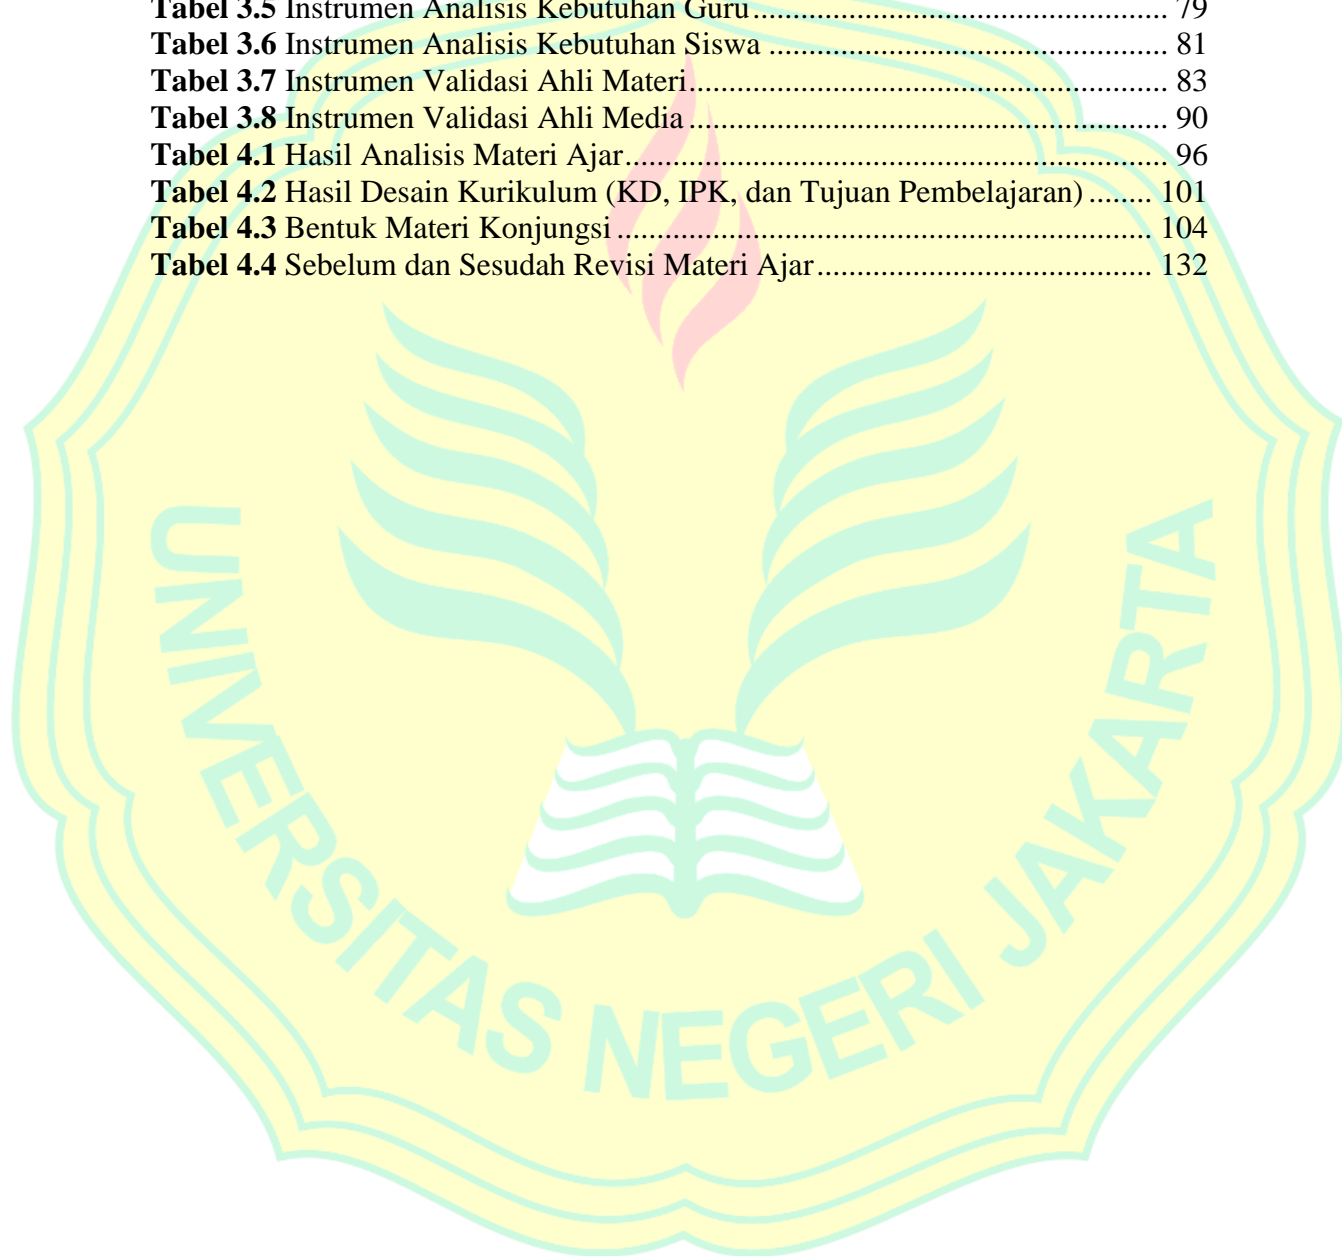 Tabel 3.5 Instrumen Analisis Kebutuhan Guru.................................................... 79
Tabel 3.6 Instrumen Analisis Kebutuhan Siswa .................................................. 81
Tabel 3.7 Instrumen Validasi Ahli Materi............................................................ 83
Tabel 3.8 Instrumen Validasi Ahli Media ............................................................ 90
Tabel 4.1 Hasil Analisis Materi Ajar.................................................................... 96
Tabel 4.2 Hasil Desain Kurikulum (KD, IPK, dan Tujuan Pembelajaran) ........ 101
Tabel 4.3 Bentuk Materi Konjungsi ................................................................... 104
Tabel 4.4 Sebelum dan Sesudah Revisi Materi Ajar.......................................... 132
UNIVERSITAS NEGERI JAKARTA